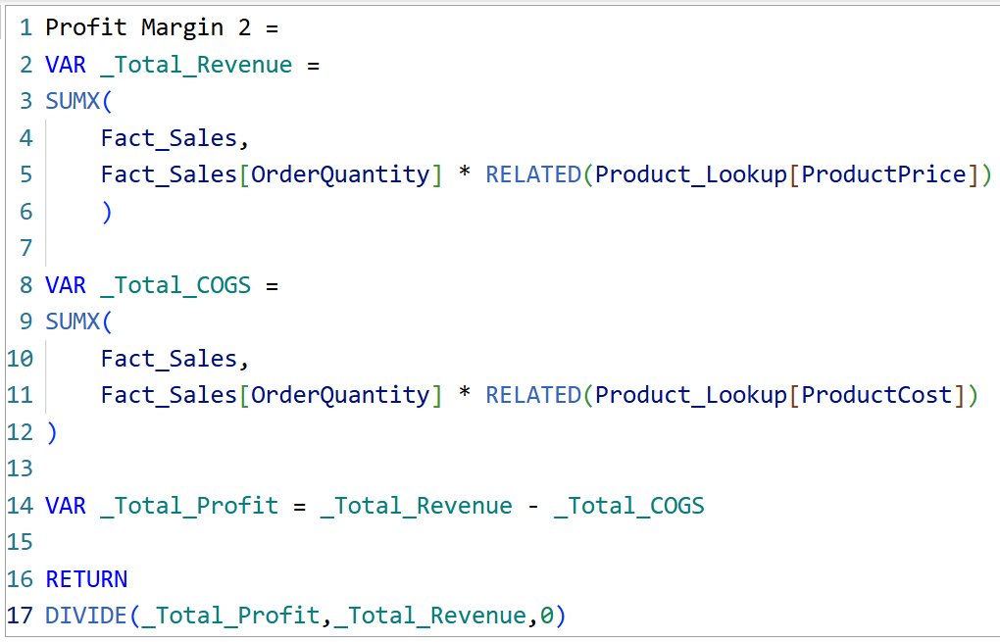 1 Profit Margin 2 =
2 VAR _Total_Revenue =
3 SUMX(
4     Fact_Sales,
5     Fact_Sales[OrderQuantity] * RELATED(Product_Lookup[ProductPrice])
6     )
7
8 VAR _Total_COGS =
9 SUMX(
10     Fact_Sales,
11     Fact_Sales[OrderQuantity] * RELATED(Product_Lookup[ProductCost])
12 )
13
14 VAR _Total_Profit = _Total_Revenue - _Total_COGS
15
16 RETURN
17 DIVIDE(_Total_Profit,_Total_Revenue,0)